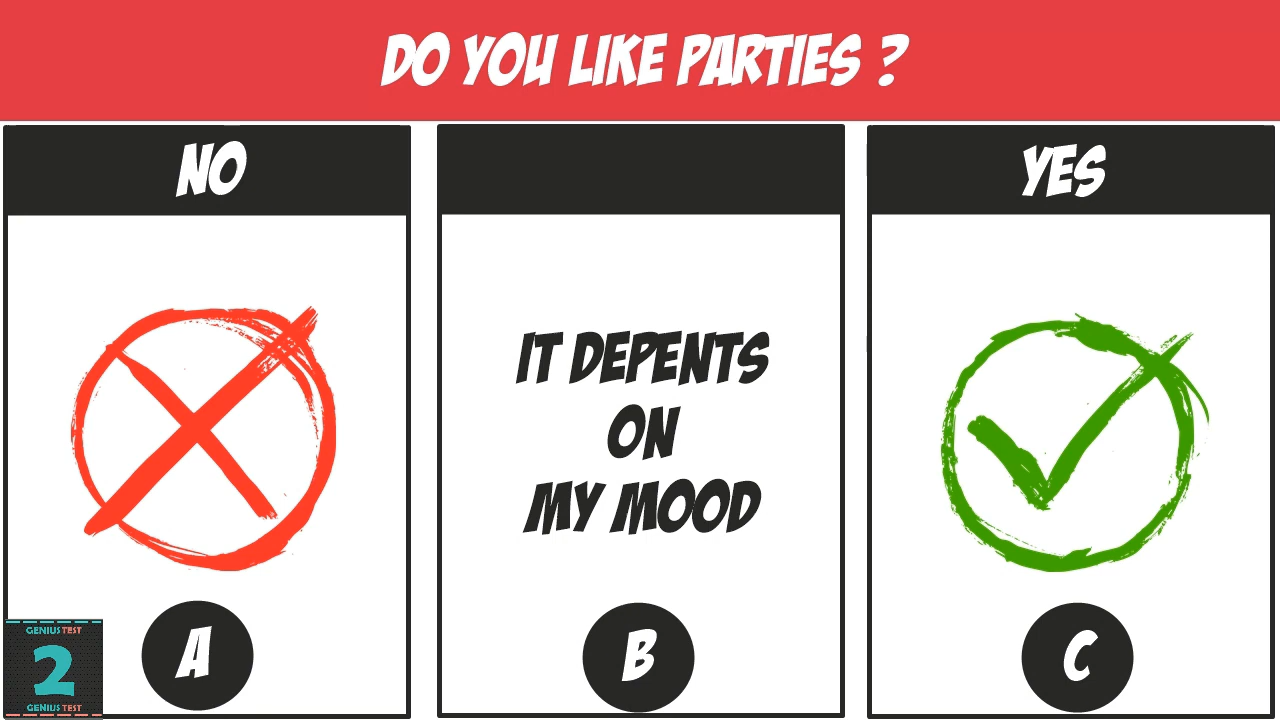 DO YOU LIKE PARTIES ?
NO
YES
IT DEPENTS
ON
MY MOOD
A
B
C
GENIUS TEST
2
GENIUS TEST